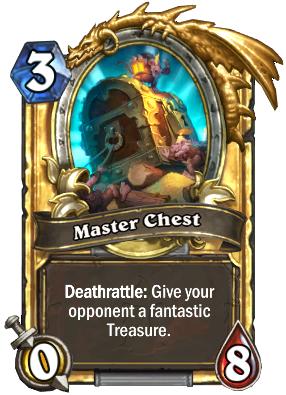 3
Master Chest
Deathrattle: Give your
opponent a fantastic
Treasure.
0
8